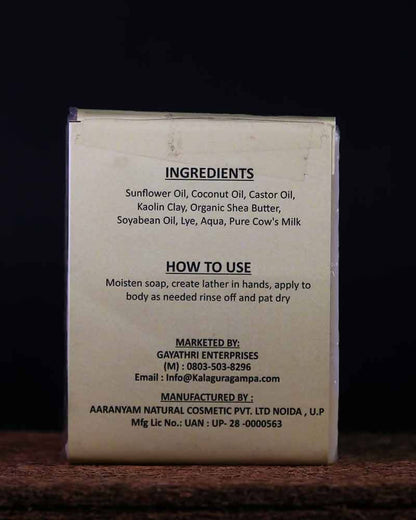 INGREDIENTS
Sunflower Oil, Coconut Oil, Castor Oil,
Kaolin Clay, Organic Shea Butter,
Soyabean Oil, Lye, Aqua, Pure Cow's Milk
HOW TO USE
Moisten soap, create lather in hands, apply to
body as needed rinse off and pat dry
MARKETED BY:
GAYATHRI ENTERPRISES
(M) : 0803-503-8296
Email : Info@Kalaguragampa.com
MANUFACTURED BY :
AARANYAM NATURAL COSMETIC PVT. LTD NOIDA , U.P
Mfg Lic No.: UAN : UP- 28 -0000563